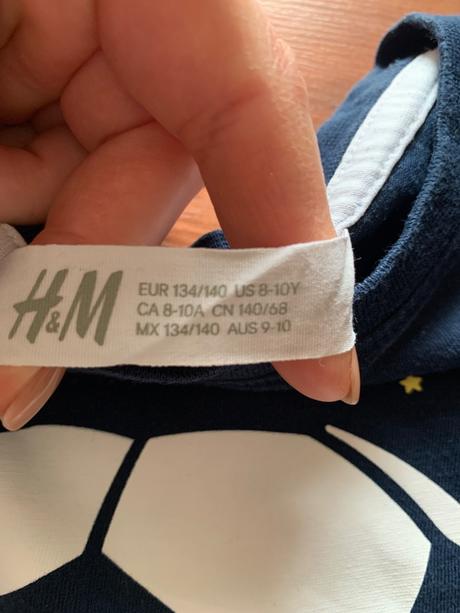 H&M
EUR 134/140 US 8-10Y
CA 8-10A CN 140/68
MX 134/140 AUS 9-10